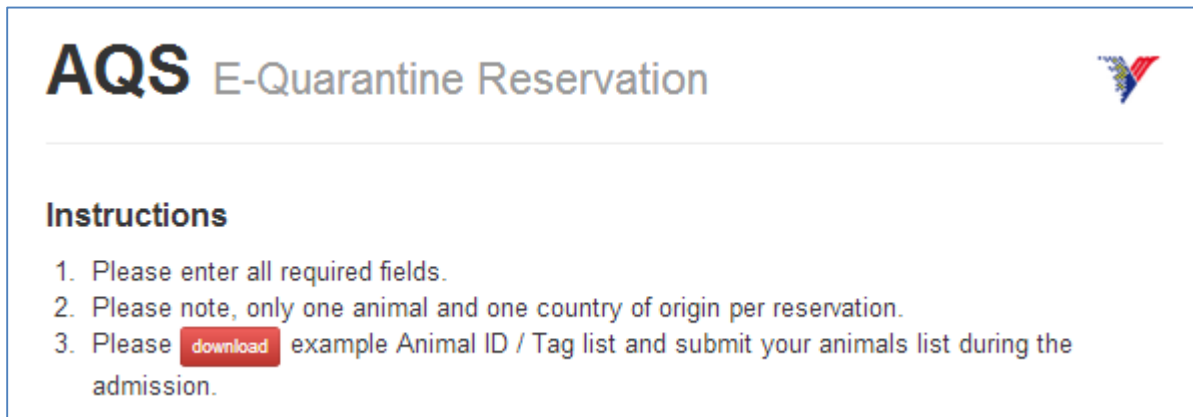 AQS E-Quarantine Reservation
Instructions
1. Please enter all required fields.
2. Please note, only one animal and one country of origin per reservation.
3. Please download example Animal ID / Tag list and submit your animals list during the
admission.